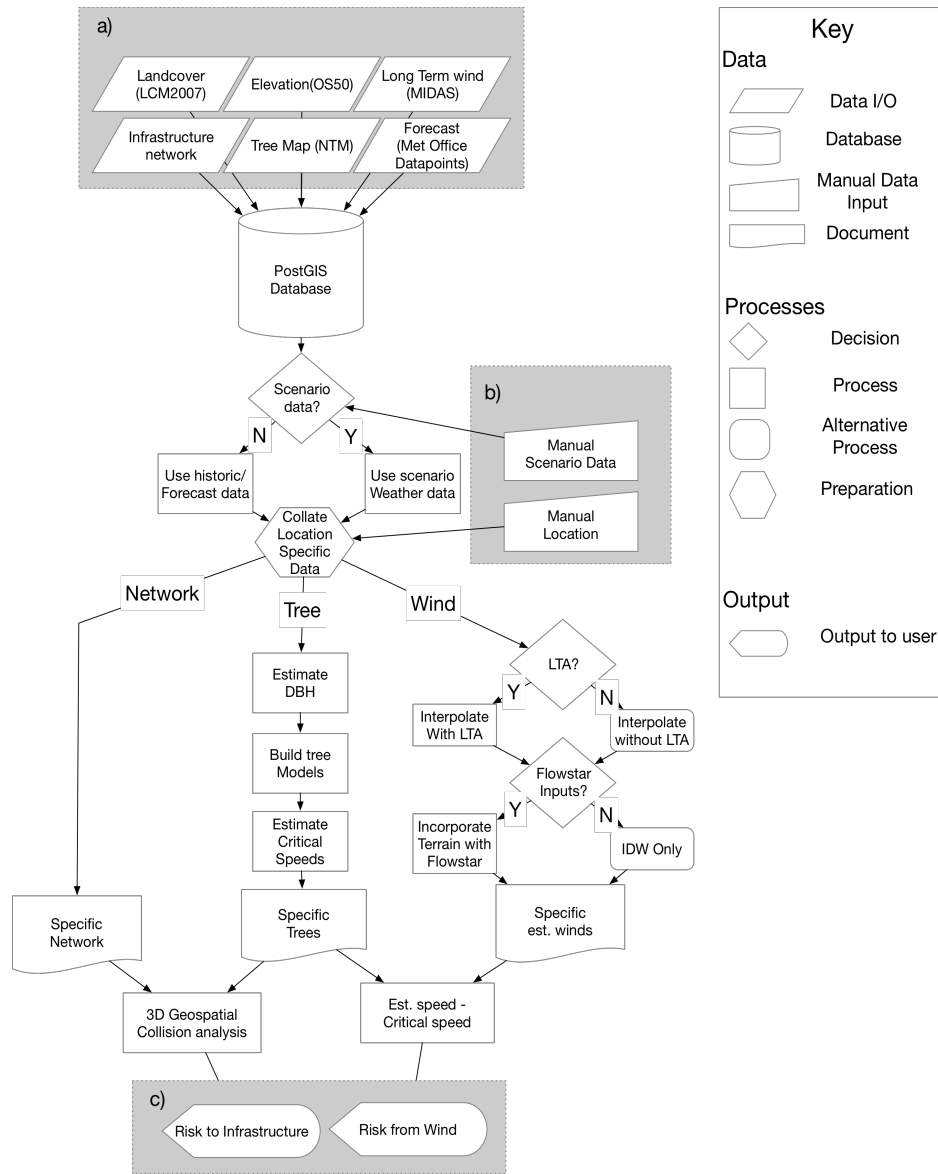 a)
Landcover
(LCM2007)
Elevation(OS50)
Long Term wind
(MIDAS)
Infrastructure
network
Tree Map (NTM)
Forecast
(Met Office
Datapoints)
PostGIS
Database
Scenario
data?
N
Y
Use historic/
Forecast data
Use scenario
Weather data
b)
Manual
Scenario Data
Manual
Location
Collate
Location
Specific
Data
Network
Tree
Wind
Estimate
DBH
Build tree
Models
Estimate
Critical
Speeds
LTA?
Y
N
Interpolate
With LTA
Interpolate
without LTA
Flowstar
Inputs?
Y
N
Incorporate
Terrain with
Flowstar
IDW Only
Specific
Network
Specific
Trees
Specific
est. winds
3D Geospatial
Collision analysis
Est. speed -
Critical speed
c)
Risk to Infrastructure
Risk from Wind
Key
Data
Data I/O
Database
Manual Data
Input
Document
Processes
Decision
Process
Alternative
Process
Preparation
Output
Output to user